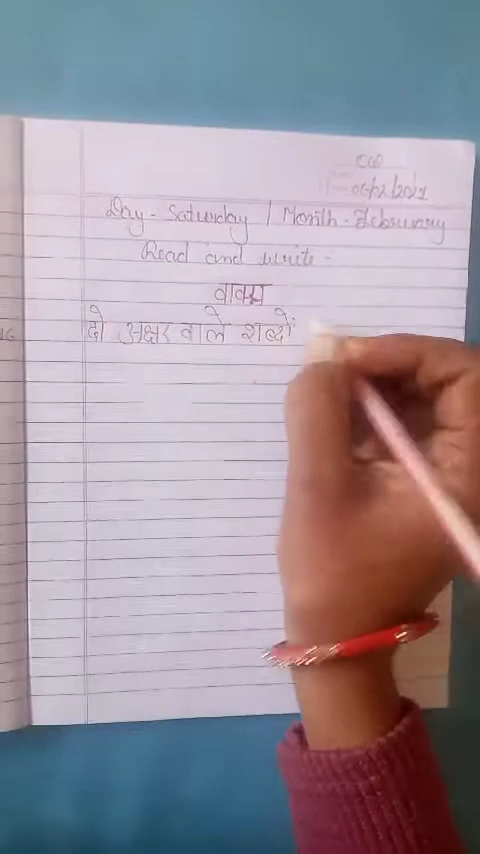 Day - Saturday / Month - February
Read and write -
वाक्य
दो अक्षर वाले शब्दों